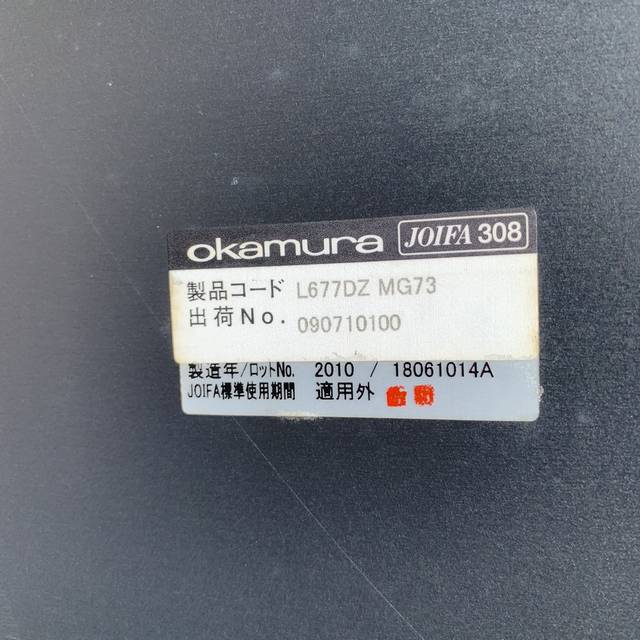 okamura JOIFA 308
製品コード L677DZ MG73
出荷No. 090710100
製造年/ロットNo. 2010 / 18061014A
JOIFA標準使用期間 適用外